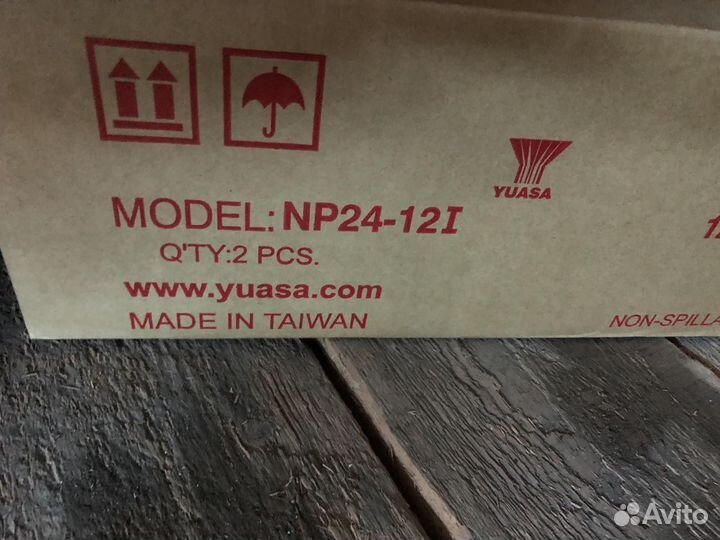 YUASA
MODEL: NP24-12I
Q'TY:2 PCS.
www.yuasa.com
MADE IN TAIWAN
Avito